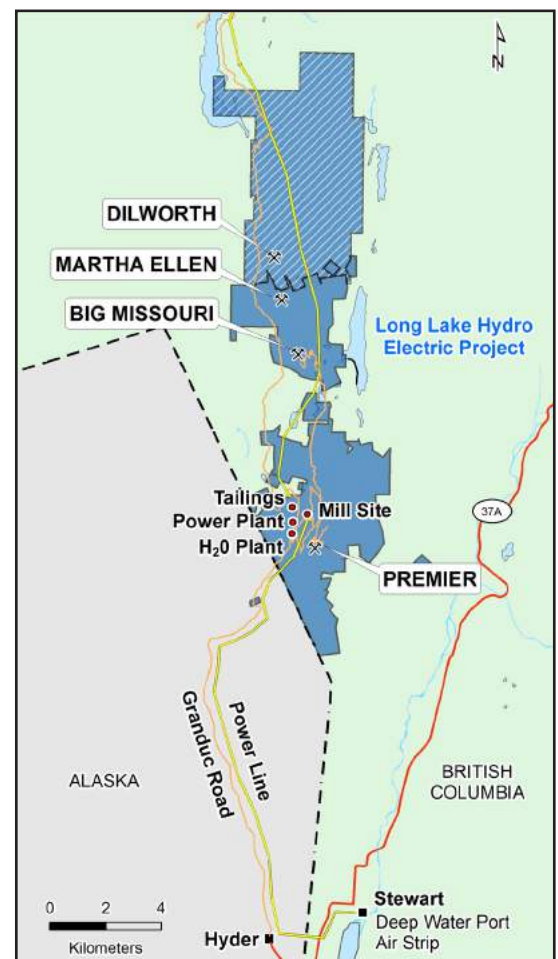 N
DILWORTH
MARTHA ELLEN
BIG MISSOURI
Long Lake Hydro
Electric Project
Tailings
Mill Site
Power Plant
H₂0 Plant
37A
PREMIER
Power Line
Granduc Road
ALASKA
BRITISH
COLUMBIA
0 2 4
Kilometers
Stewart
Deep Water Port
Air Strip
Hyder